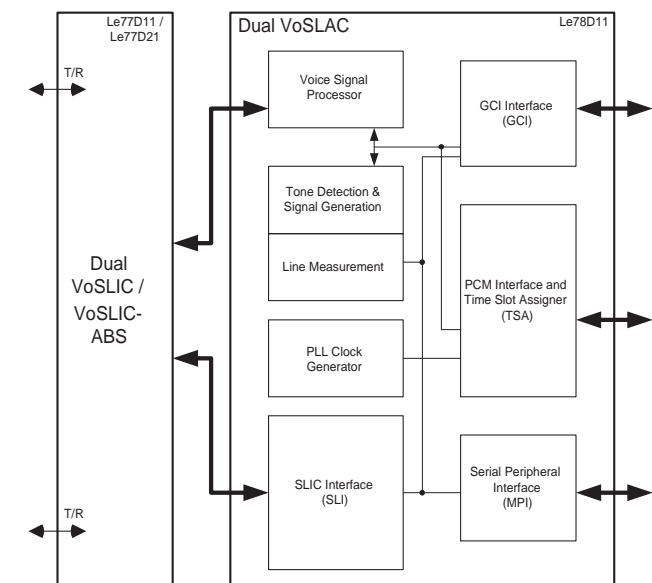 Le77D11 /
Le77D21
T/R
Dual
VoSLIC /
VoSLIC-
ABS
T/R
Dual VoSLAC
Le78D11
Voice Signal
Processor
GCI Interface
(GCI)
Tone Detection &
Signal Generation
Line Measurement
PCM Interface and
Time Slot Assigner
(TSA)
PLL Clock
Generator
SLIC Interface
(SLI)
Serial Peripheral
Interface
(MPI)